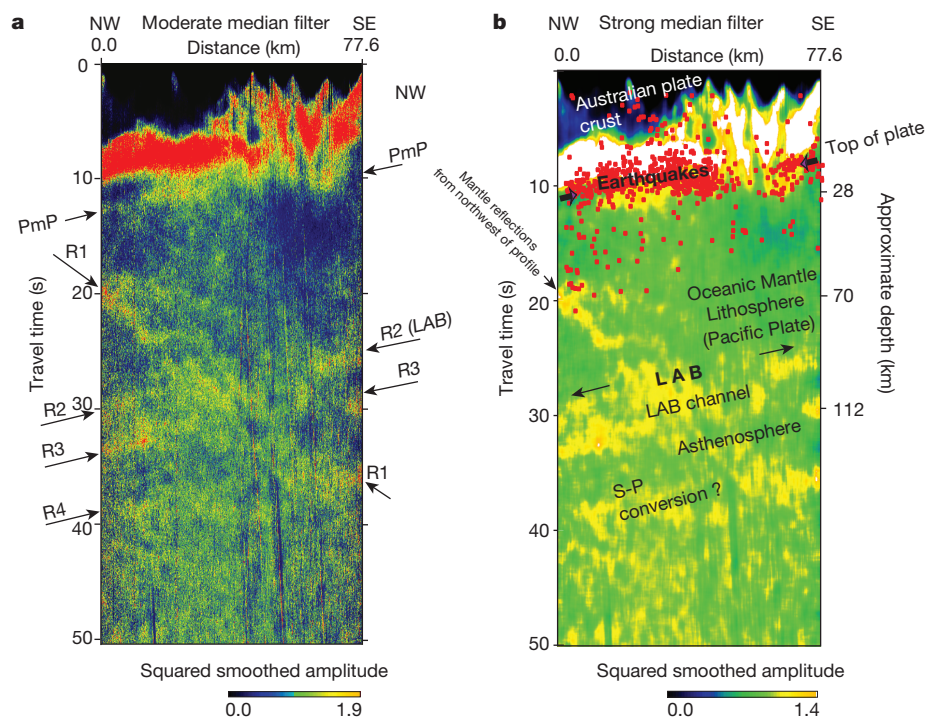 a
NW Moderate median filter SE
0.0 Distance (km) 77.6
0
10
20
30
40
50
Travel time (s)
NW
PmP
PmP
R1
R2 (LAB)
R3
R2
R3
R1
R4
Squared smoothed amplitude
0.0 1.9
b
NW Strong median filter SE
0.0 Distance (km) 77.6
Australian plate
crust
Top of plate
Earthquakes
10
20
30
40
50
Travel time (s)
28
70
112
Approximate depth (km)
Mantle reflections
from northwest of profile
Oceanic Mantle
Lithosphere
(Pacific Plate)
L A B
LAB channel
Asthenosphere
S-P
conversion ?
Squared smoothed amplitude
0.0 1.4